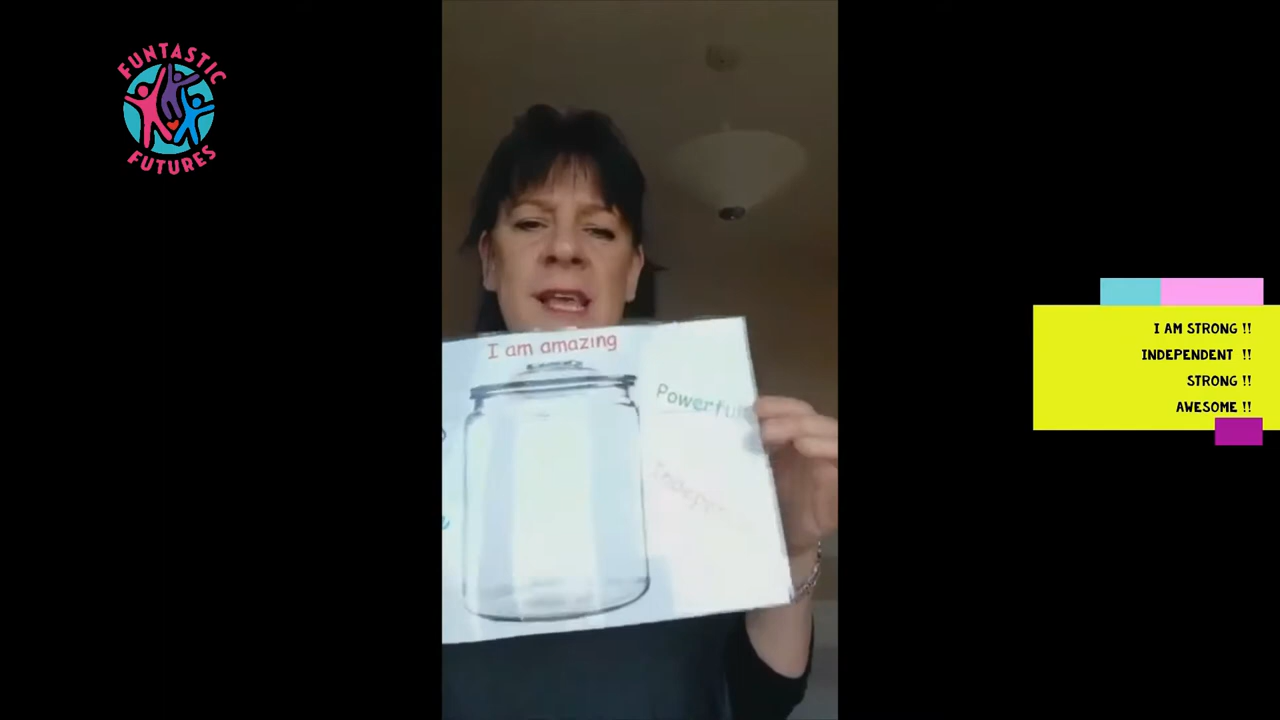 FUNTASTIC
FUTURES
I am amazing
Powerful
I AM STRONG !!
INDEPENDENT !!
STRONG !!
AWESOME !!